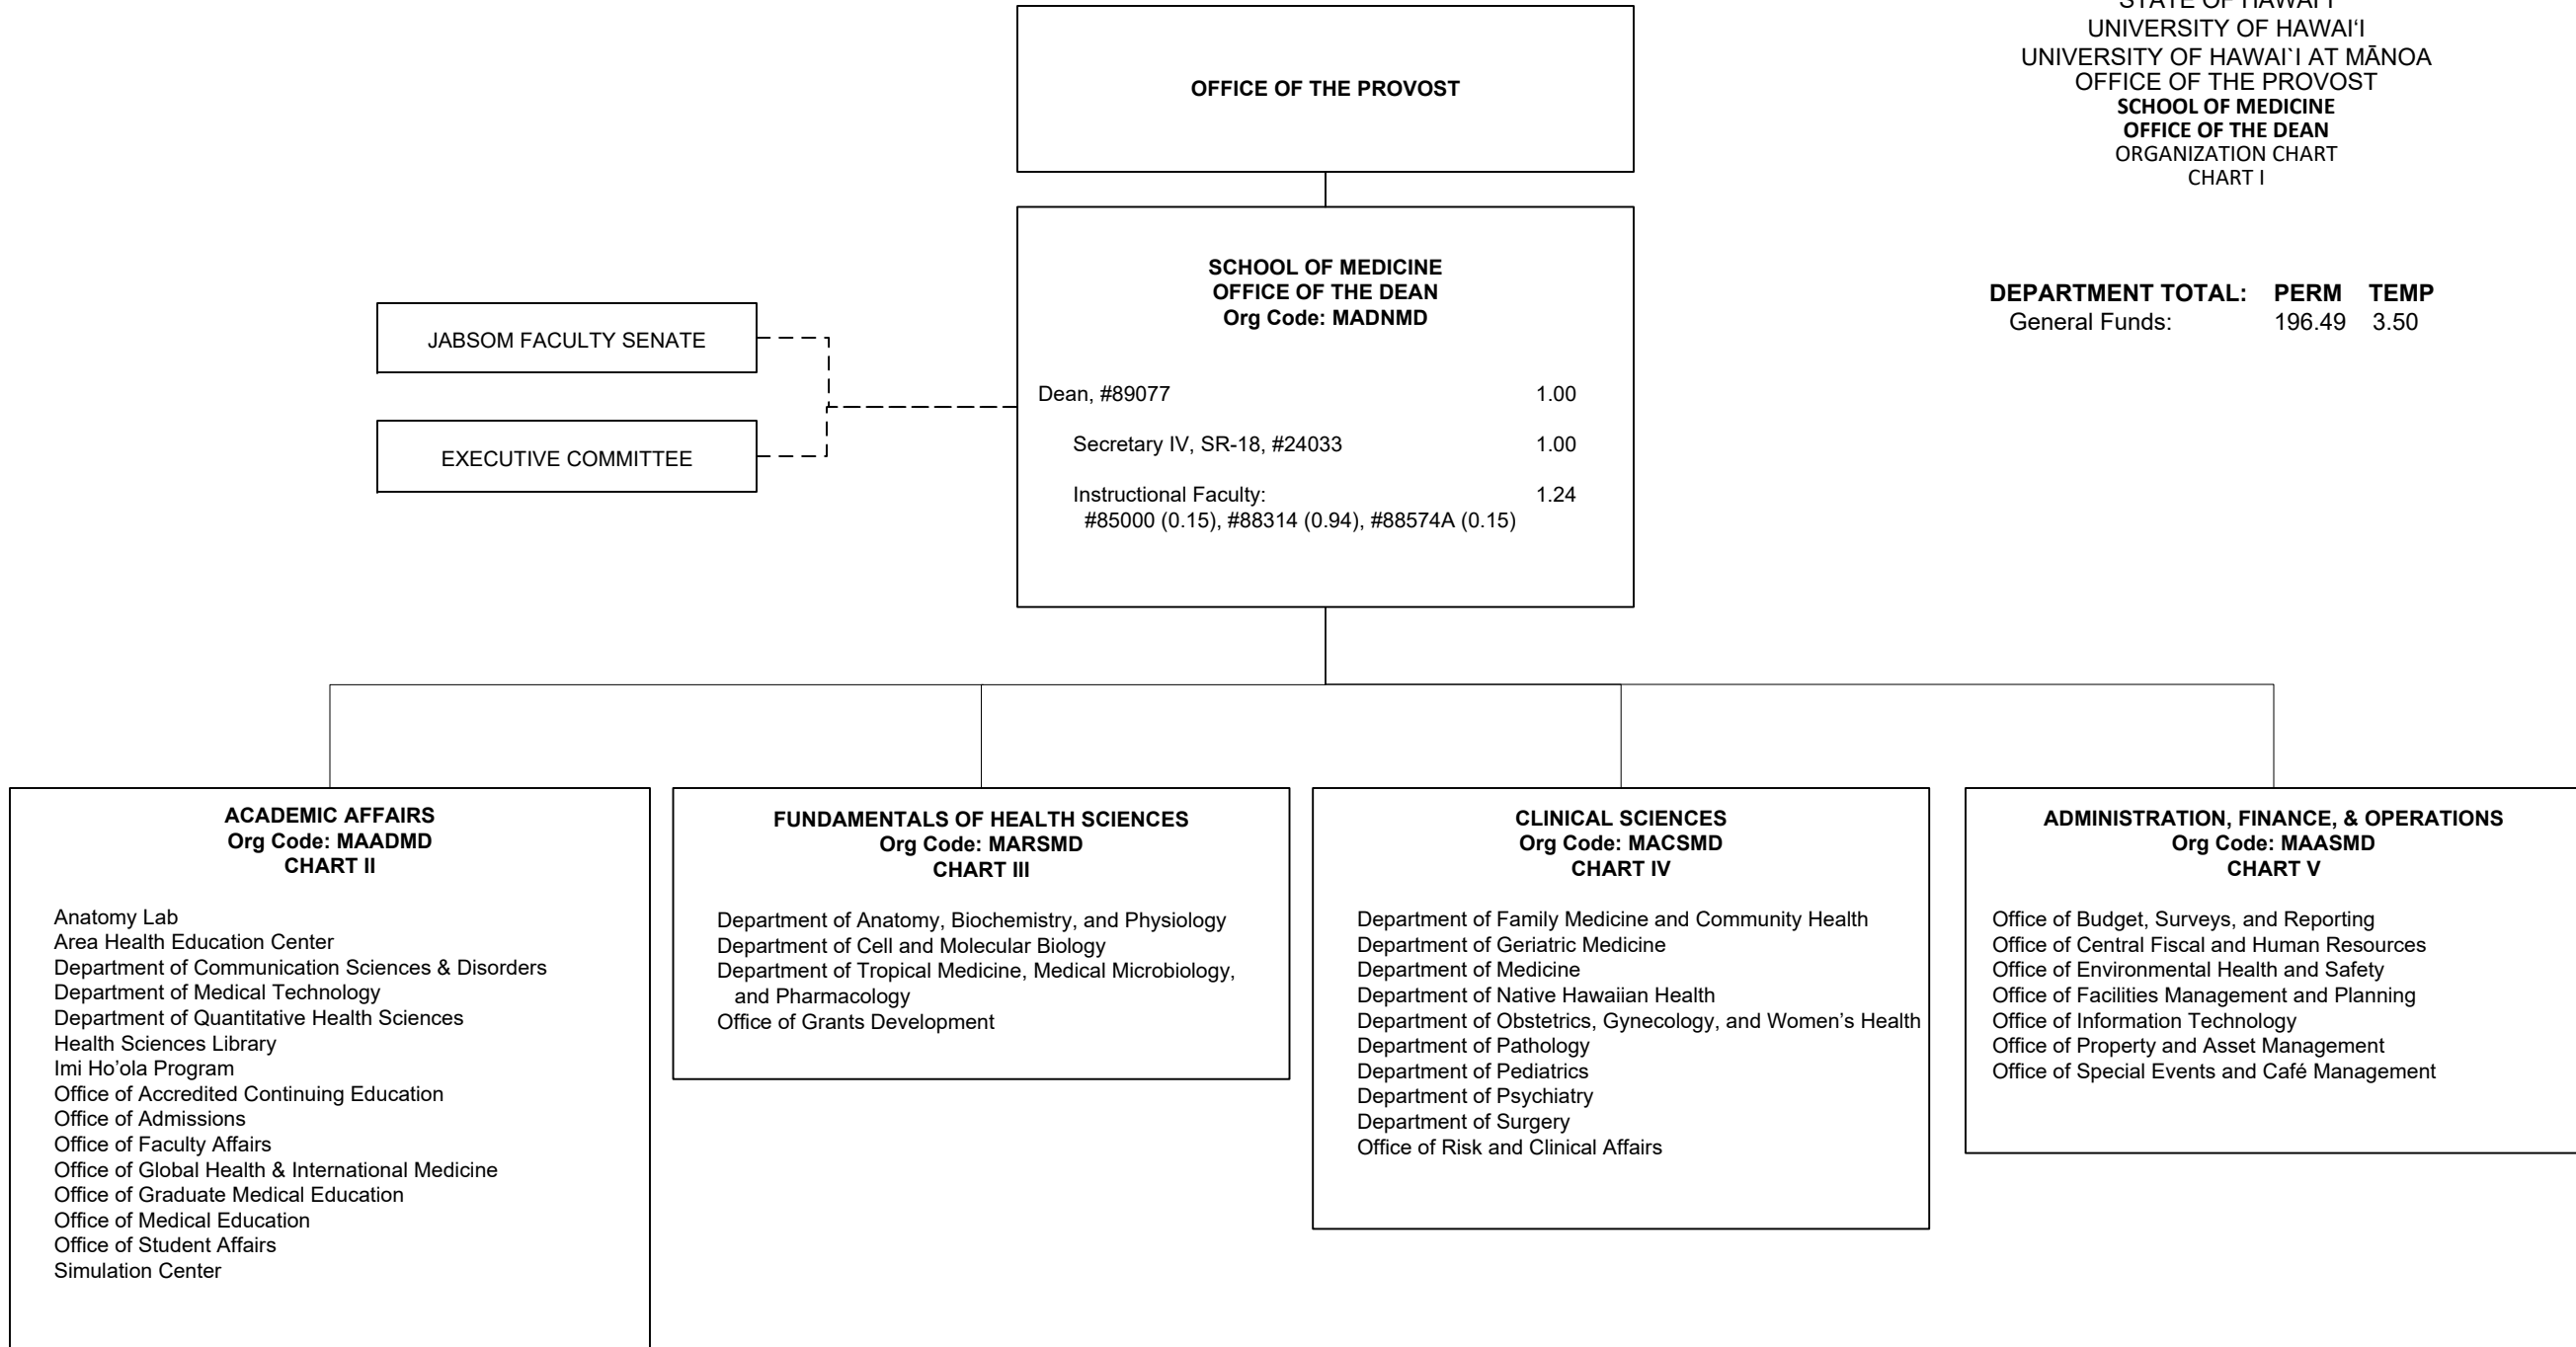 OFFICE OF THE PROVOST
STATE OF HAWAI‘I
UNIVERSITY OF HAWAI‘I
UNIVERSITY OF HAWAI`I AT MĀNOA
OFFICE OF THE PROVOST
SCHOOL OF MEDICINE
OFFICE OF THE DEAN
ORGANIZATION CHART
CHART I
DEPARTMENT TOTAL: PERM TEMP
General Funds: 196.49 3.50
SCHOOL OF MEDICINE
OFFICE OF THE DEAN
Org Code: MADNMD
Dean, #89077 1.00
Secretary IV, SR-18, #24033 1.00
Instructional Faculty: 1.24
#85000 (0.15), #88314 (0.94), #88574A (0.15)
JABSOM FACULTY SENATE
EXECUTIVE COMMITTEE
ACADEMIC AFFAIRS
Org Code: MAADMD
CHART II
Anatomy Lab
Area Health Education Center
Department of Communication Sciences & Disorders
Department of Medical Technology
Department of Quantitative Health Sciences
Health Sciences Library
Imi Ho’ola Program
Office of Accredited Continuing Education
Office of Admissions
Office of Faculty Affairs
Office of Global Health & International Medicine
Office of Graduate Medical Education
Office of Medical Education
Office of Student Affairs
Simulation Center
FUNDAMENTALS OF HEALTH SCIENCES
Org Code: MARSMD
CHART III
Department of Anatomy, Biochemistry, and Physiology
Department of Cell and Molecular Biology
Department of Tropical Medicine, Medical Microbiology,
and Pharmacology
Office of Grants Development
CLINICAL SCIENCES
Org Code: MACSMD
CHART IV
Department of Family Medicine and Community Health
Department of Geriatric Medicine
Department of Medicine
Department of Native Hawaiian Health
Department of Obstetrics, Gynecology, and Women’s Health
Department of Pathology
Department of Pediatrics
Department of Psychiatry
Department of Surgery
Office of Risk and Clinical Affairs
ADMINISTRATION, FINANCE, & OPERATIONS
Org Code: MAASMD
CHART V
Office of Budget, Surveys, and Reporting
Office of Central Fiscal and Human Resources
Office of Environmental Health and Safety
Office of Facilities Management and Planning
Office of Information Technology
Office of Property and Asset Management
Office of Special Events and Café Management